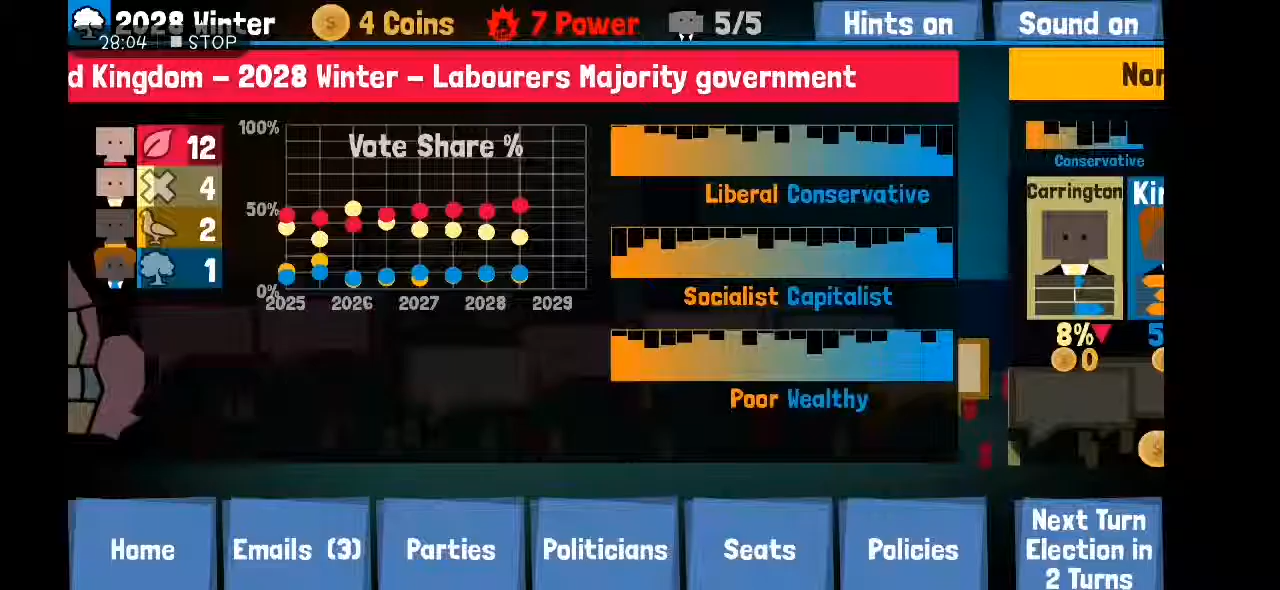 2028 Winter
4 Coins
7 Power
5/5
Hints on
Sound on
28:04 STOP
d Kingdom – 2028 Winter – Labourers Majority government
Nor
12
4
2
1
Vote Share %
100%
50%
0%
2025 2026 2027 2028 2029
Liberal Conservative
Socialist Capitalist
Poor Wealthy
Conservative
Carrington
Kin
8%
5
0
Home
Emails (3)
Parties
Politicians
Seats
Policies
Next Turn
Election in
2 Turns